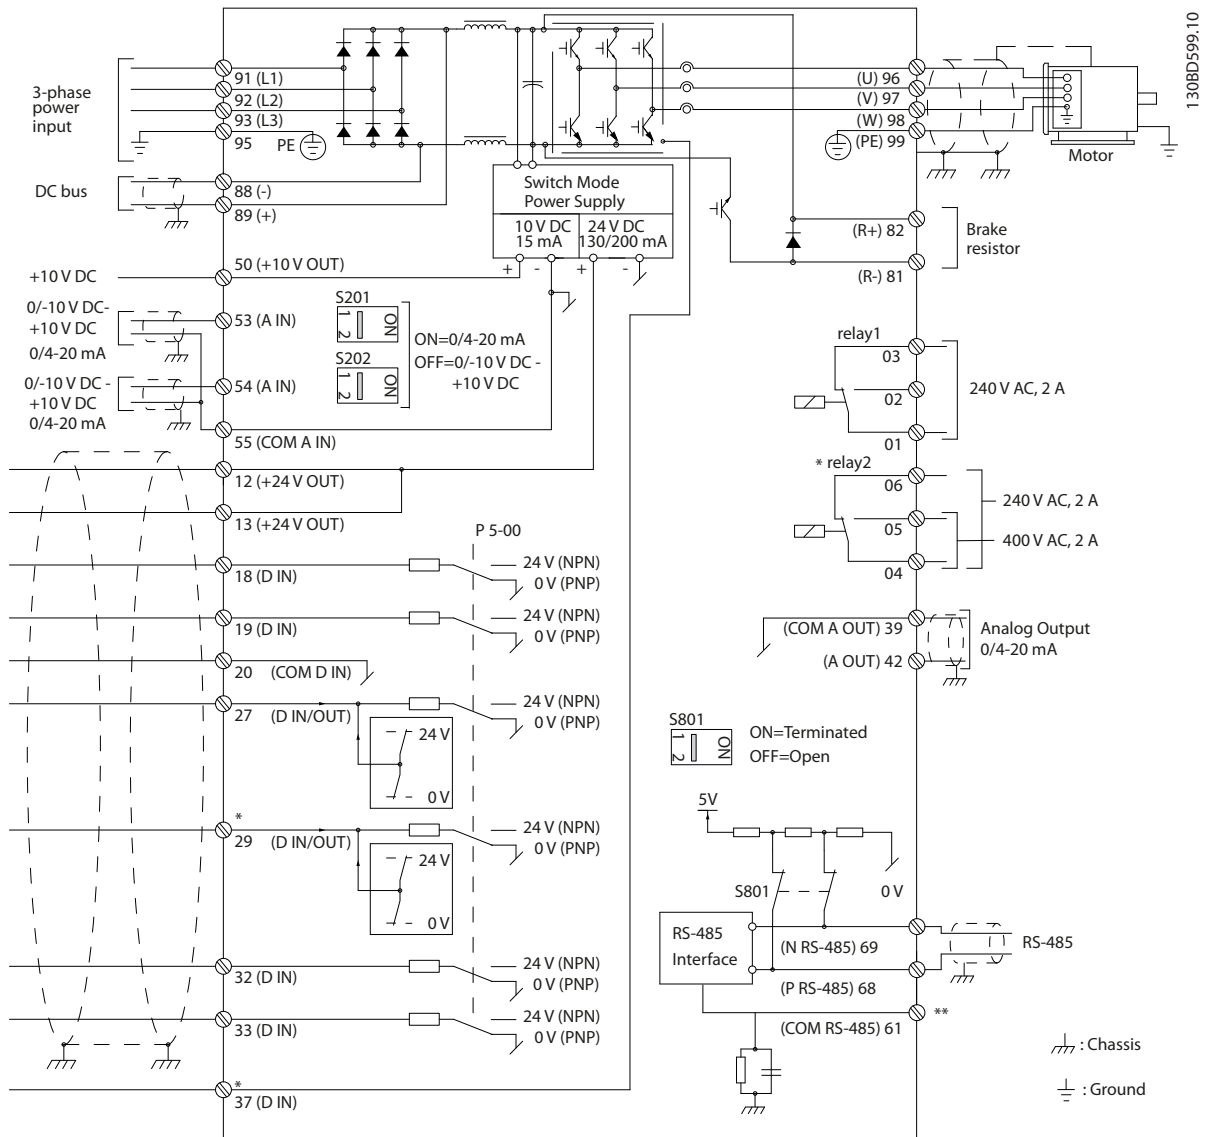 130BD599.10
3-phase
power
input
91 (L1)
92 (L2)
93 (L3)
95
PE
DC bus
88 (-)
89 (+)
Switch Mode
Power Supply
10 V DC
15 mA
24 V DC
130/200 mA
+
-
+
-
(U) 96
(V) 97
(W) 98
(PE) 99
Motor
(R+) 82
(R-) 81
Brake
resistor
+10 V DC
50 (+10 V OUT)
0/-10 V DC-
+10 V DC
0/4-20 mA
53 (A IN)
0/-10 V DC -
+10 V DC
0/4-20 mA
54 (A IN)
55 (COM A IN)
S201
1
2
ON
S202
1
2
ON
ON=0/4-20 mA
OFF=0/-10 V DC -
+10 V DC
relay1
03
02
01
240 V AC, 2 A
* relay2
06
05
04
240 V AC, 2 A
400 V AC, 2 A
12 (+24 V OUT)
13 (+24 V OUT)
P 5-00
18 (D IN)
24 V (NPN)
0 V (PNP)
19 (D IN)
24 V (NPN)
0 V (PNP)
20 (COM D IN)
27 (D IN/OUT)
24 V (NPN)
0 V (PNP)
24 V
0 V
*
29 (D IN/OUT)
24 V (NPN)
0 V (PNP)
24 V
0 V
32 (D IN)
24 V (NPN)
0 V (PNP)
33 (D IN)
24 V (NPN)
0 V (PNP)
*
37 (D IN)
(COM A OUT) 39
(A OUT) 42
Analog Output
0/4-20 mA
S801
1
2
ON
ON=Terminated
OFF=Open
5V
S801
0 V
RS-485
Interface
(N RS-485) 69
(P RS-485) 68
(COM RS-485) 61
**
RS-485
: Chassis
: Ground